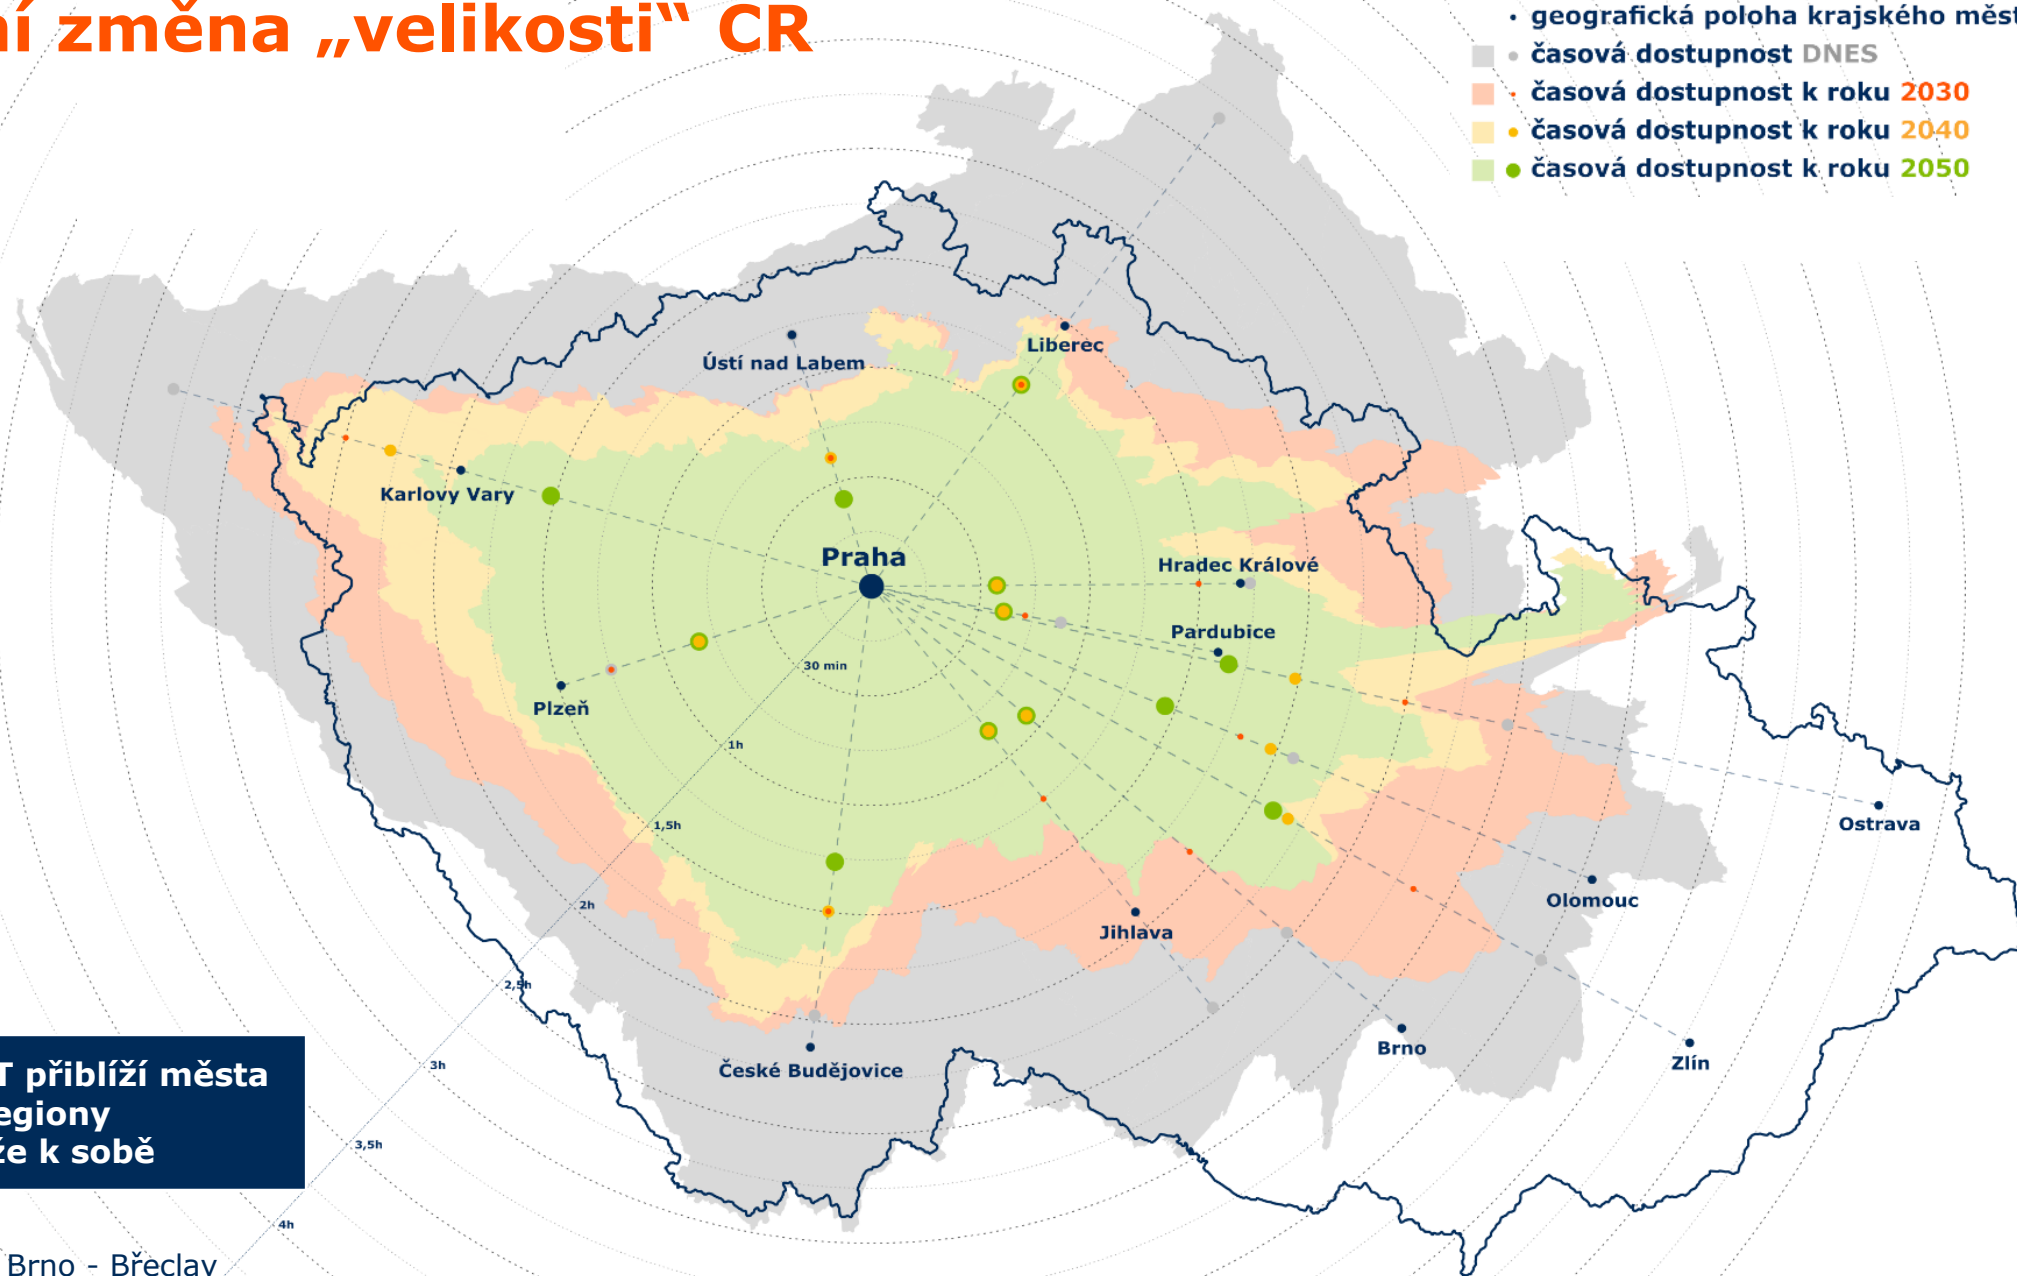 ní změna „velikosti“ ČR
geografická poloha krajského měst
časová dostupnost DNES
časová dostupnost k roku 2030
časová dostupnost k roku 2040
časová dostupnost k roku 2050
Liberec
Ústí nad Labem
Karlovy Vary
Praha
Hradec Králové
Pardubice
30 min
Plzeň
1h
1,5h
Ostrava
2h
Olomouc
Jihlava
2,5h
Brno
Zlín
České Budějovice
3h
T přiblíží města
egiony
že k sobě
3,5h
4h
Brno - Břeclav